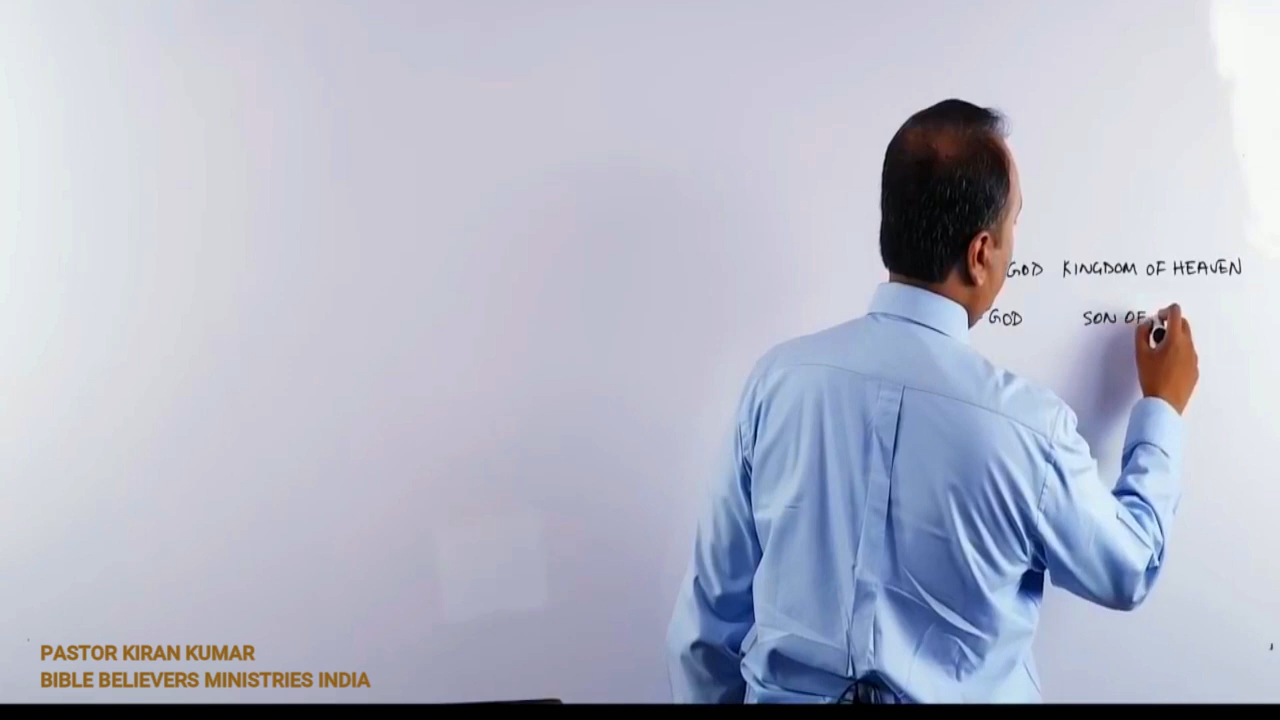 GOD KINGDOM OF HEAVEN
GOD SON OF
PASTOR KIRAN KUMAR
BIBLE BELIEVERS MINISTRIES INDIA